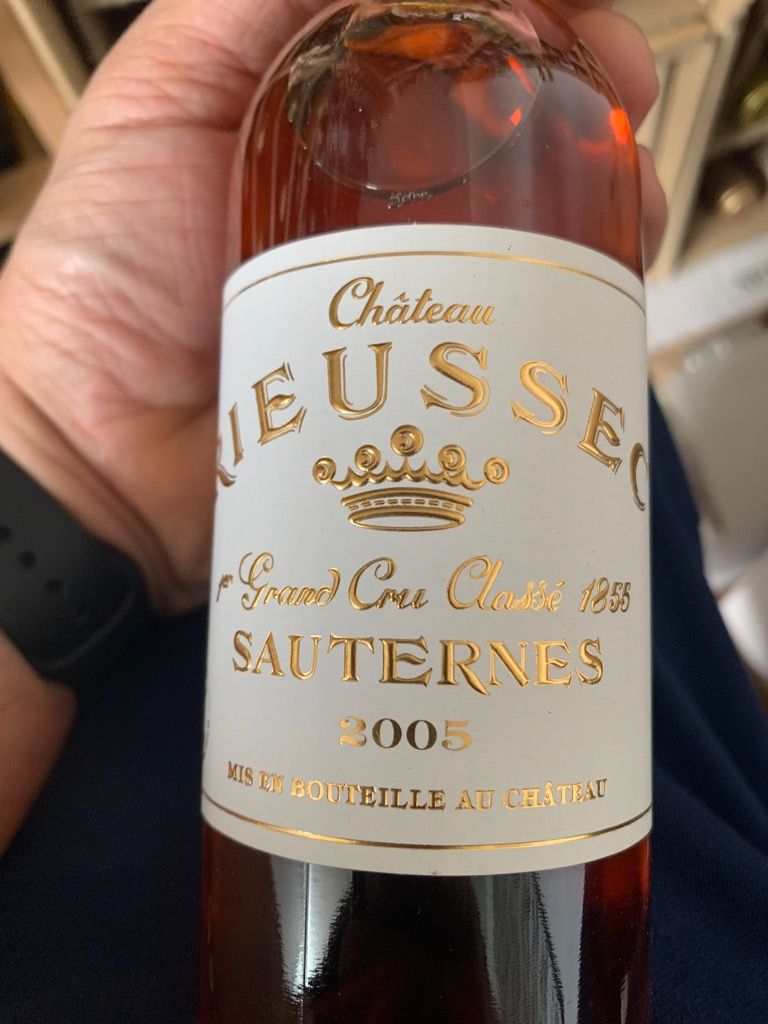 Château
RIEUSSEC
1er Grand Cru Classé 1855
SAUTERNES
2005
MIS EN BOUTEILLE AU CHÂTEAU